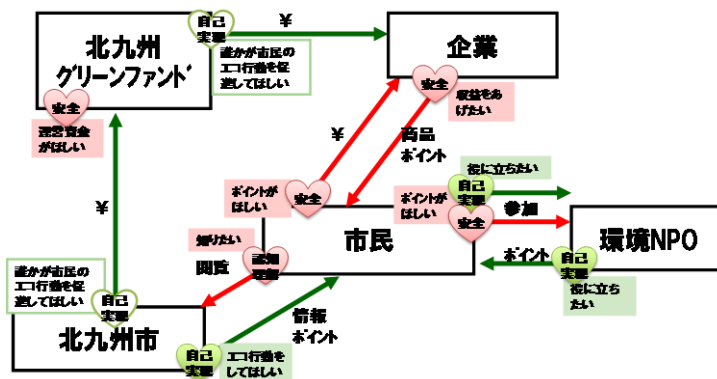 北九州
グリーンファンド
安全
運営資金
がほしい
自己
実現
誰かが市民の
エコ行動を促
進してほしい
¥
企業
安全
収益をあ
げたい
¥
商品
ポイント
ポイントが
ほしい
安全
ポイントが
ほしい
役に立ちたい
自己
実現
安全
参加
市民
知りたい
認知
理解
閲覧
環境NPO
ポイント
自己
実現
役に立ち
たい
¥
誰かが市民の
エコ行動を促
進してほしい
自己
実現
北九州市
自己
実現
エコ行動を
してほしい
情報
ポイント